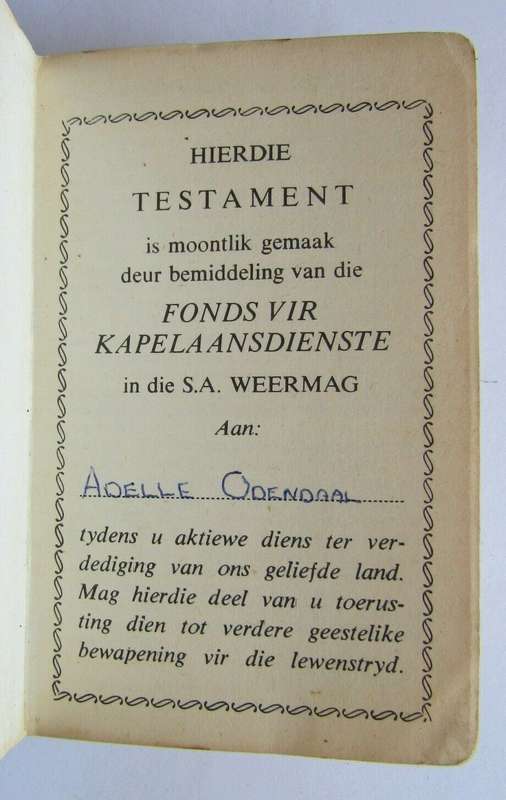 HIERDIE
TESTAMENT
is moontlik gemaak
deur bemiddeling van die
FONDS VIR
KAPELAANSDIENSTE
in die S.A. WEERMAG
Aan:
ADELLE ODENDAAL
tydens u aktiewe diens ter ver-
dediging van ons geliefde land.
Mag hierdie deel van u toerus-
ting dien tot verdere geestelike
bewapening vir die lewenstryd.